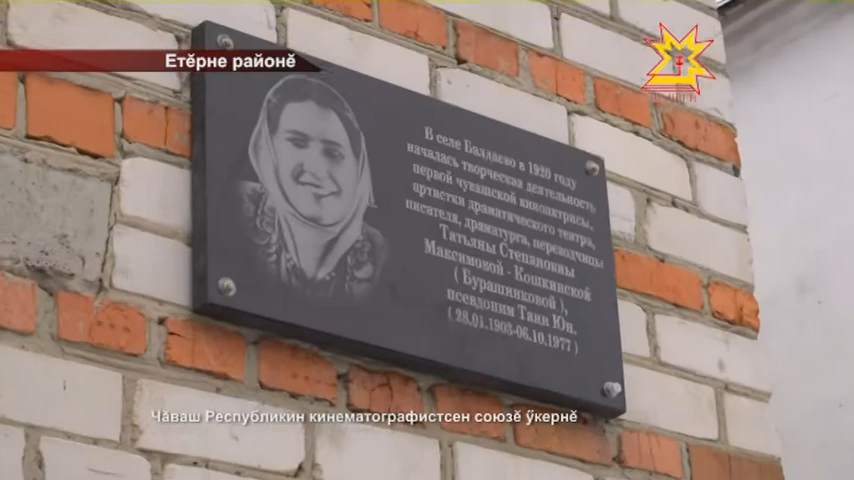 Етĕрне районĕ
В селе Балдаево в 1920 году
началась творческая деятельность
первой чувашской киноактрисы,
артистки драматического театра,
писателя, драматурга, переводчицы
Татьяны Степановны
Максимовой - Кошкинской
( Бурашниковой ),
псевдоним Тани Юн.
( 28.01.1903-06.10.1977 )
Чăваш Республикин кинематографистсен союзĕ ӳкернĕ